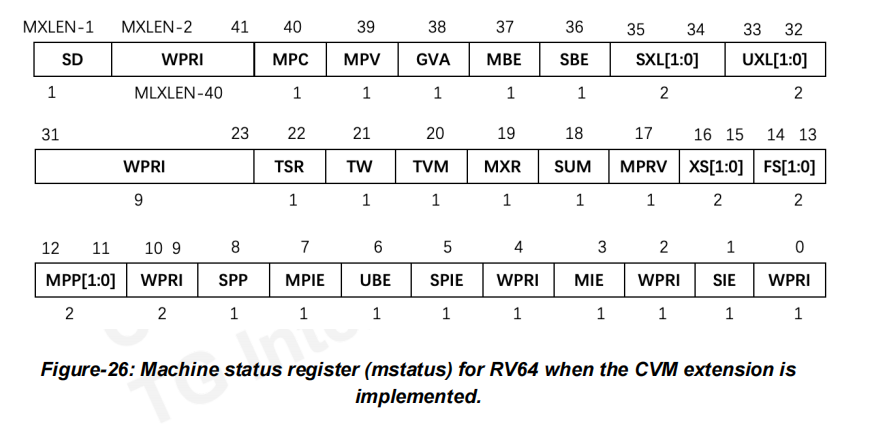 MXLEN-1 MXLEN-2 41 40 39 38 37 36 35 34 33 32
SD WPRI MPC MPV GVA MBE SBE SXL[1:0] UXL[1:0]
1 MLXLEN-40 1 1 1 1 1 2 2
31 23 22 21 20 19 18 17 16 15 14 13
WPRI TSR TW TVM MXR SUM MPRV XS[1:0] FS[1:0]
9 1 1 1 1 1 1 2 2
12 11 10 9 8 7 6 5 4 3 2 1 0
MPP[1:0] WPRI SPP MPIE UBE SPIE WPRI MIE WPRI SIE WPRI
2 2 1 1 1 1 1 1 1 1 1
Figure-26: Machine status register (mstatus) for RV64 when the CVM extension is
implemented.
TG